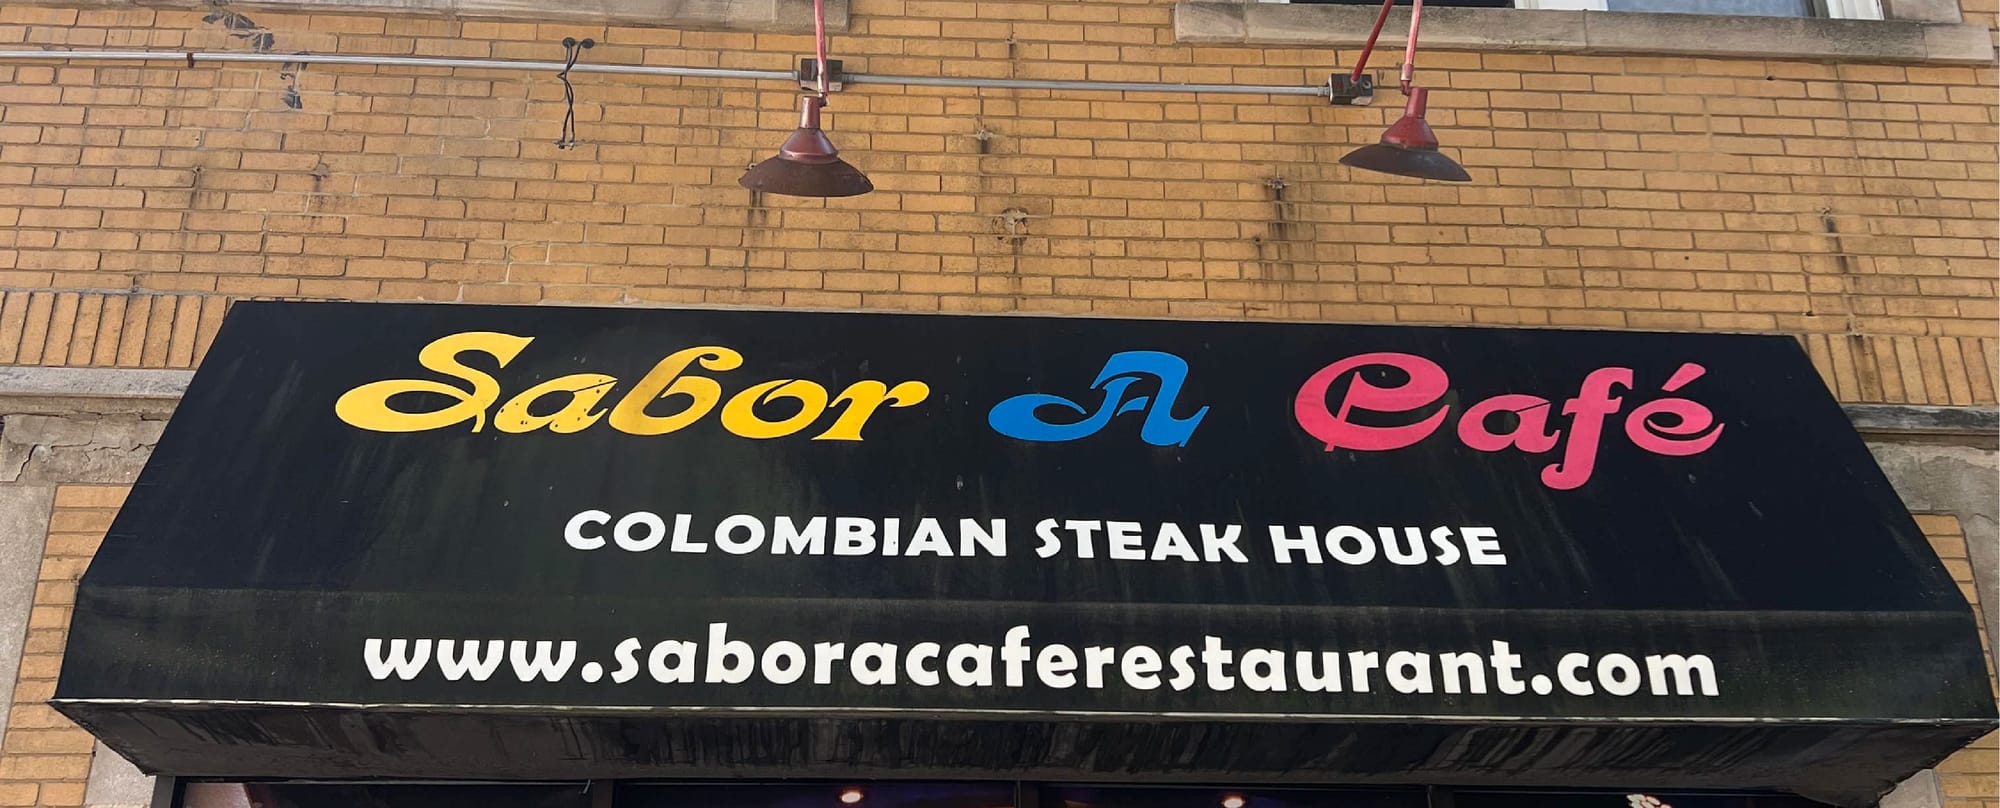 Sabor A Café
COLOMBIAN STEAK HOUSE
www.saboracaferestaurant.com